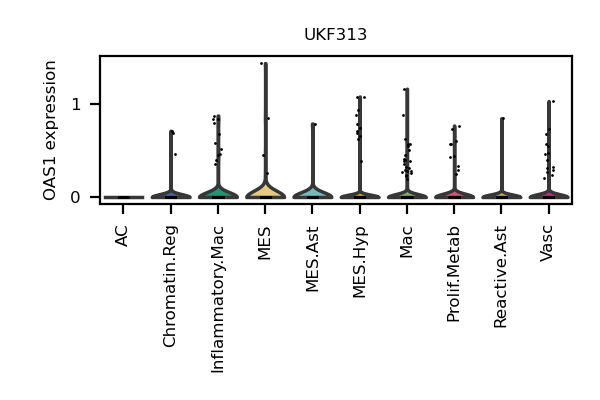 UKF313
OAS1 expression
1
0
AC
Chromatin.Reg
Inflammatory.Mac
MES
MES.Ast
MES.Hyp
Mac
Prolif.Metab
Reactive.Ast
Vasc